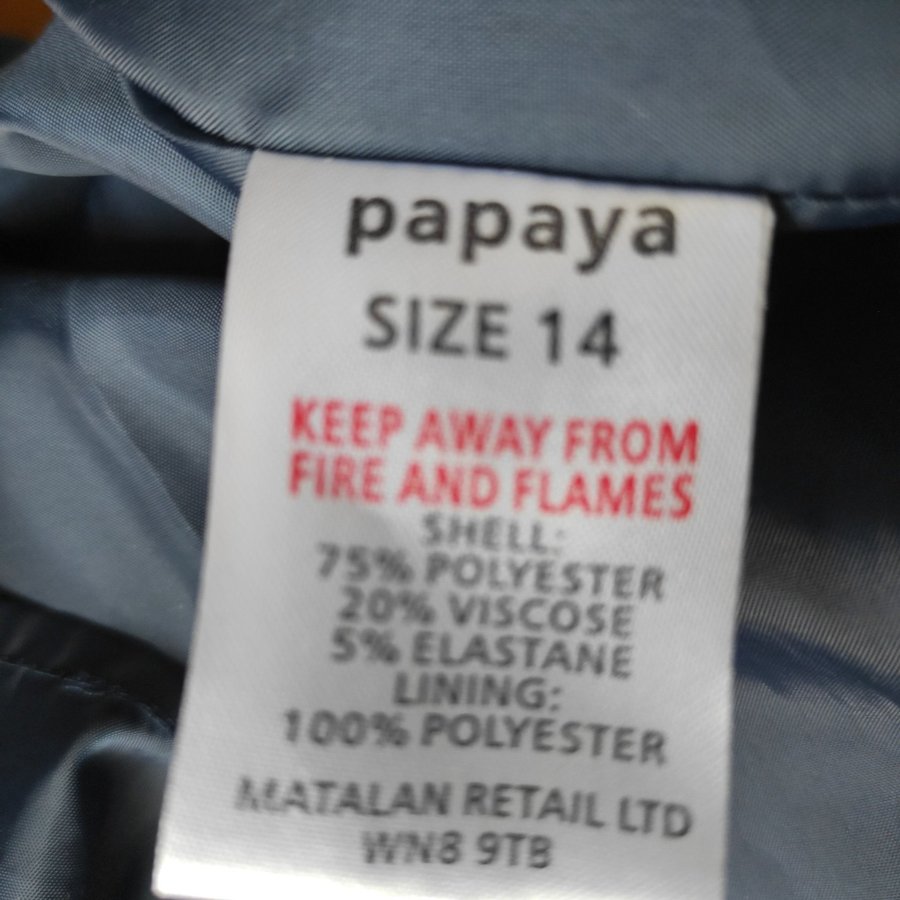 papaya
SIZE 14
KEEP AWAY FROM
FIRE AND FLAMES
SHELL:
75% POLYESTER
20% VISCOSE
5% ELASTANE
LINING:
100% POLYESTER
MATALAN RETAIL LTD
WN8 9TB